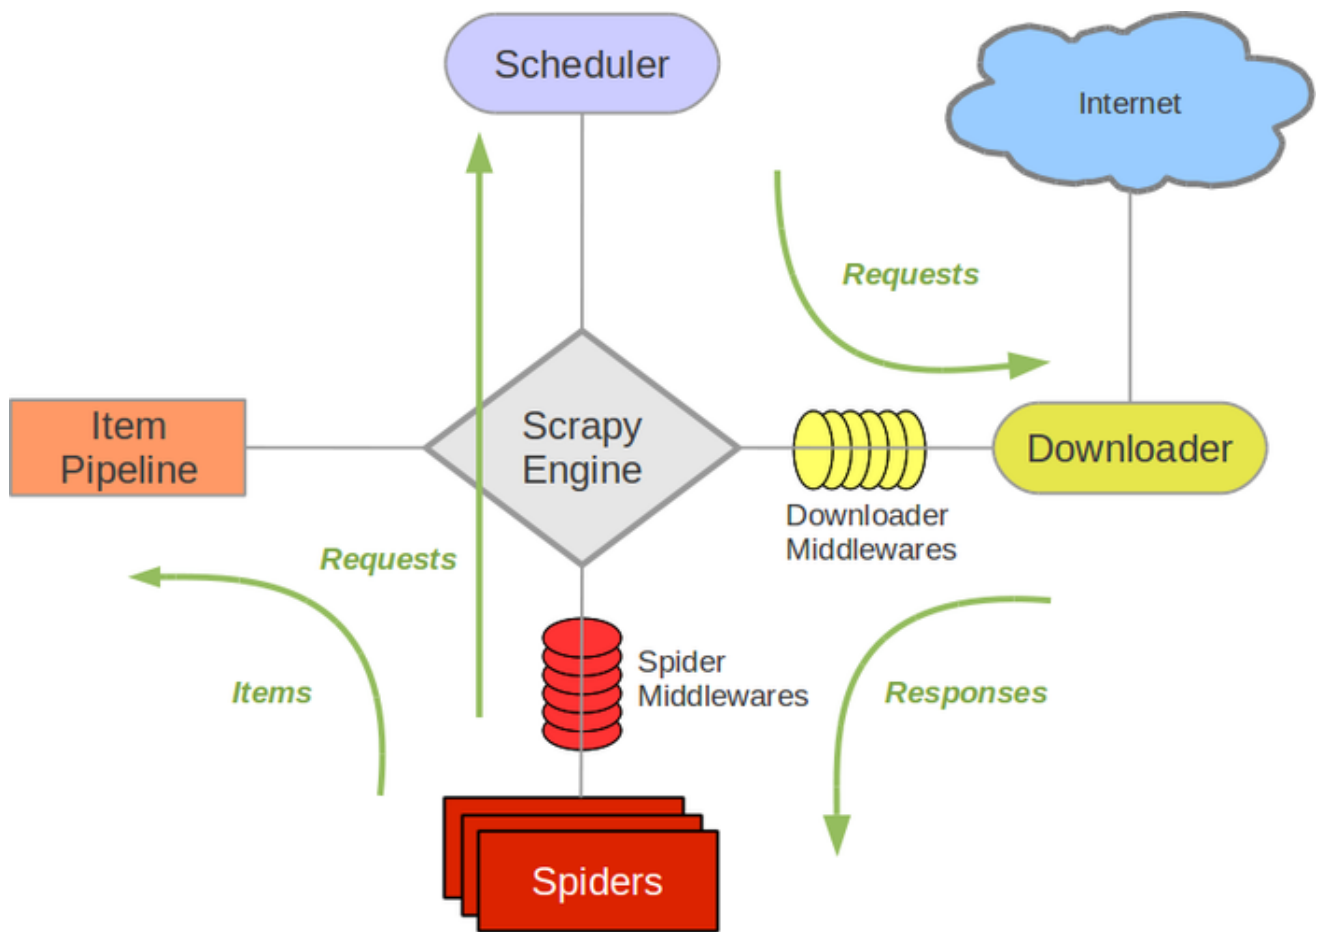 Scheduler
Internet
Requests
Item
Pipeline
Scrapy
Engine
Downloader
Downloader
Middlewares
Requests
Spider
Middlewares
Items
Responses
Spiders